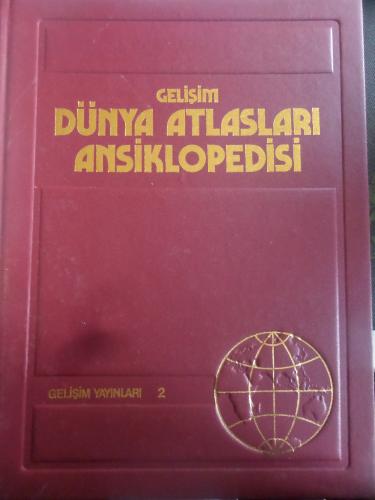 GELİŞİM
DÜNYA ATLASLARI
ANSİKLOPEDİSİ
GELİŞİM YAYINLARI 2